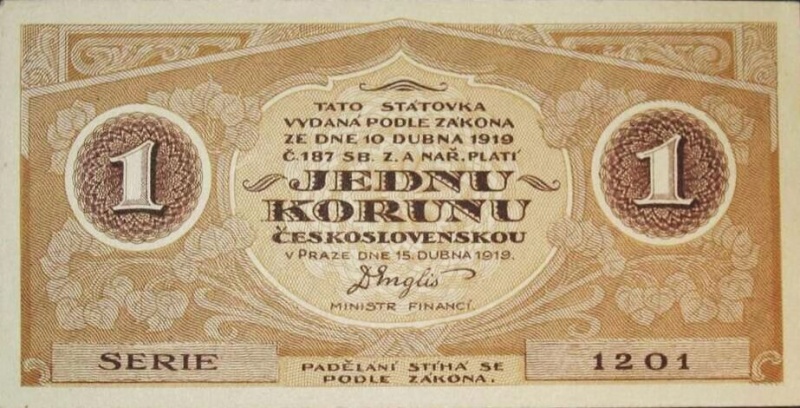 TATO STÁTOVKA
VYDANÁ PODLE ZÁKONA
ZE DNE 10 DUBNA 1919
Č. 187 SB. Z. A NAŘ. PLATÍ
1
JEDNU
1
KORUNU
ČESKOSLOVENSKOU
V PRAZE DNE 15. DUBNA 1919.
DrEnglis
MINISTR FINANCÍ.
SERIE
1201
PADĚLÁNÍ STÍHÁ SE
PODLE ZÁKONA.